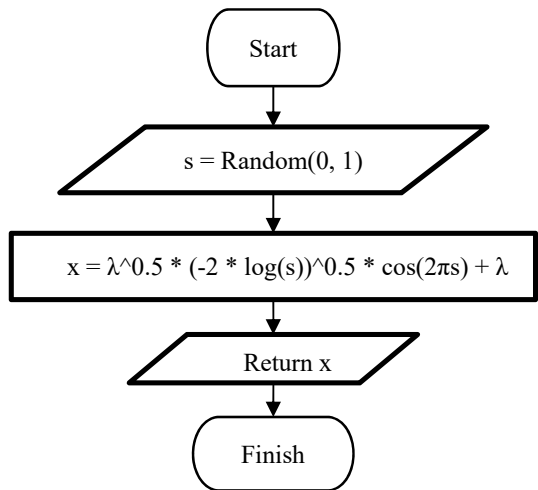 Start
s = Random(0, 1)
x = λ^0.5 * (-2 * log(s))^0.5 * cos(2πs) + λ
Return x
Finish